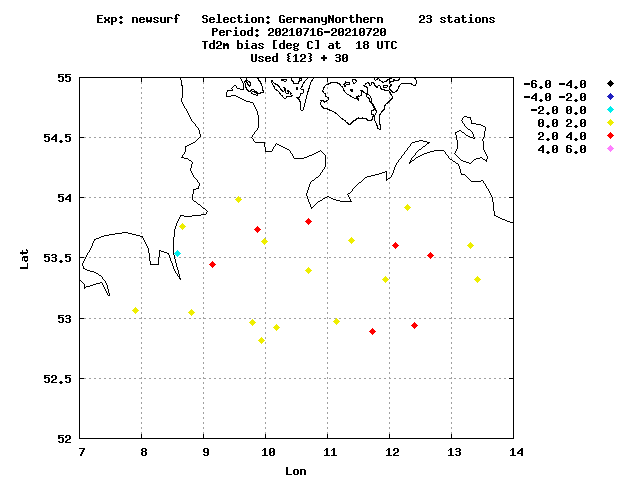 Exp: newsurf   Selection: GermanyNorthern     23 stations
Period: 20210716-20210720
Td2m bias [deg C] at  18 UTC
Used {12} + 30
55
54.5
54
53.5
53
52.5
52
Lat
7 8 9 10 11 12 13 14
Lon
-6.0 -4.0
-4.0 -2.0
-2.0 0.0
0.0 2.0
2.0 4.0
4.0 6.0